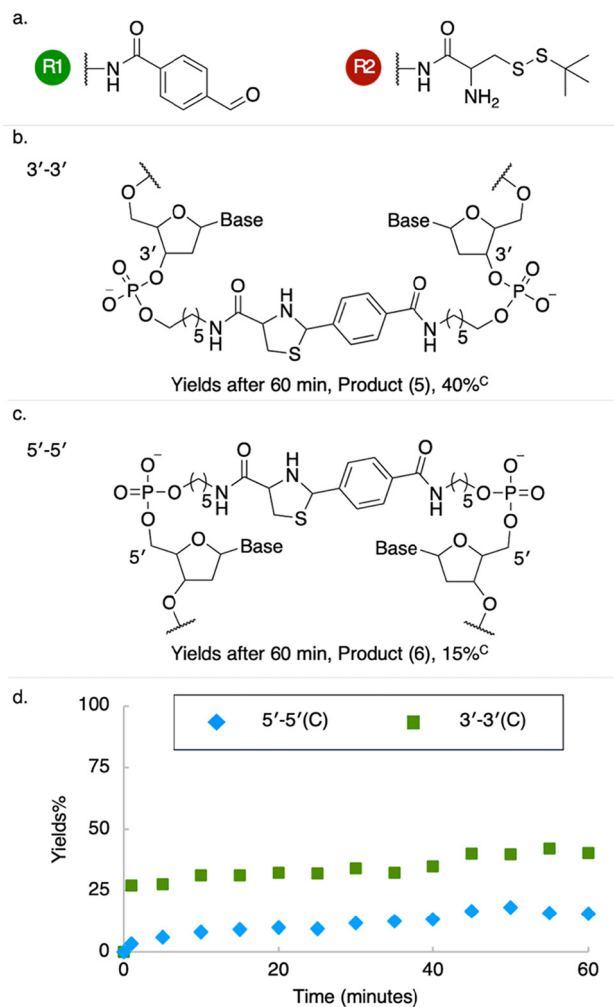 a.
R1
NH
O
O
R2
NH
O
NH₂
S
S
b.
3′-3′
O
O
Base
3′
O
O
P
⁻O
O
5
N
H
O
H
N
S
O
N
H
5
O
P
O
O⁻
O
3′
Base
O
O
Yields after 60 min, Product (5), 40%ᶜ
c.
5′-5′
O⁻
O=P
O
O
5
N
H
O
H
N
S
O
N
H
5
O
O⁻
P
O
O
5′
O
Base
O
Base
O
5′
O
Yields after 60 min, Product (6), 15%ᶜ
d.
5′-5′(C)
3′-3′(C)
100
75
50
25
0
Yields%
0
20
40
60
Time (minutes)